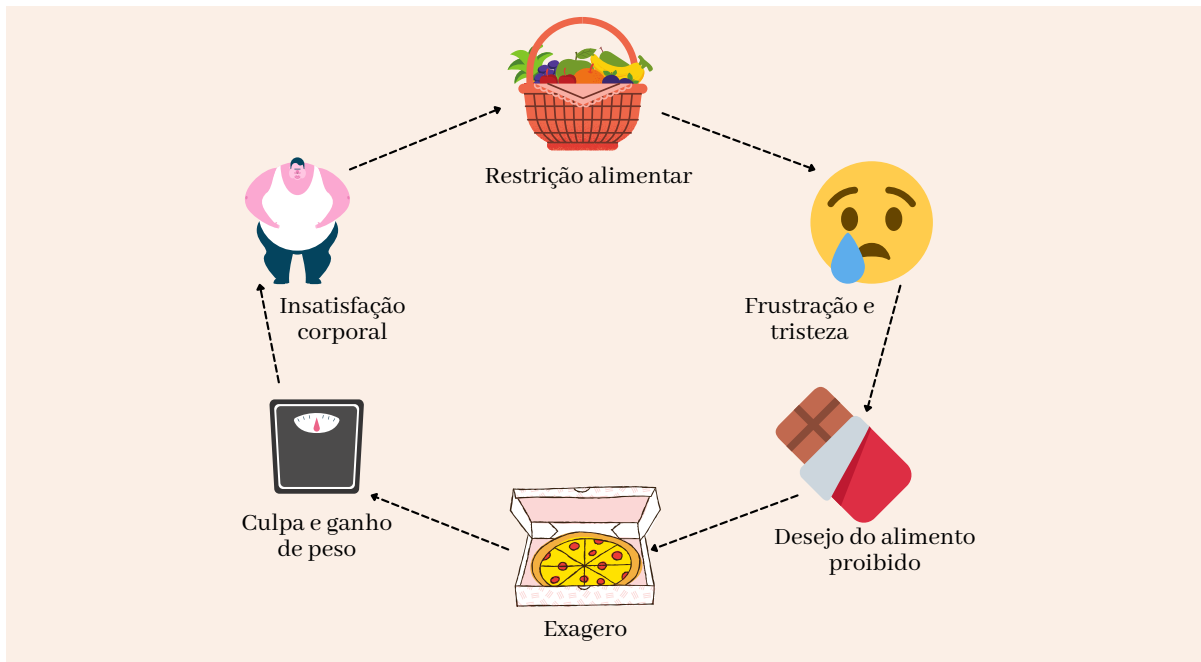 Restrição alimentar
Frustração e
tristeza
Desejo do alimento
proibido
Exagero
Culpa e ganho
de peso
Insatisfação
corporal